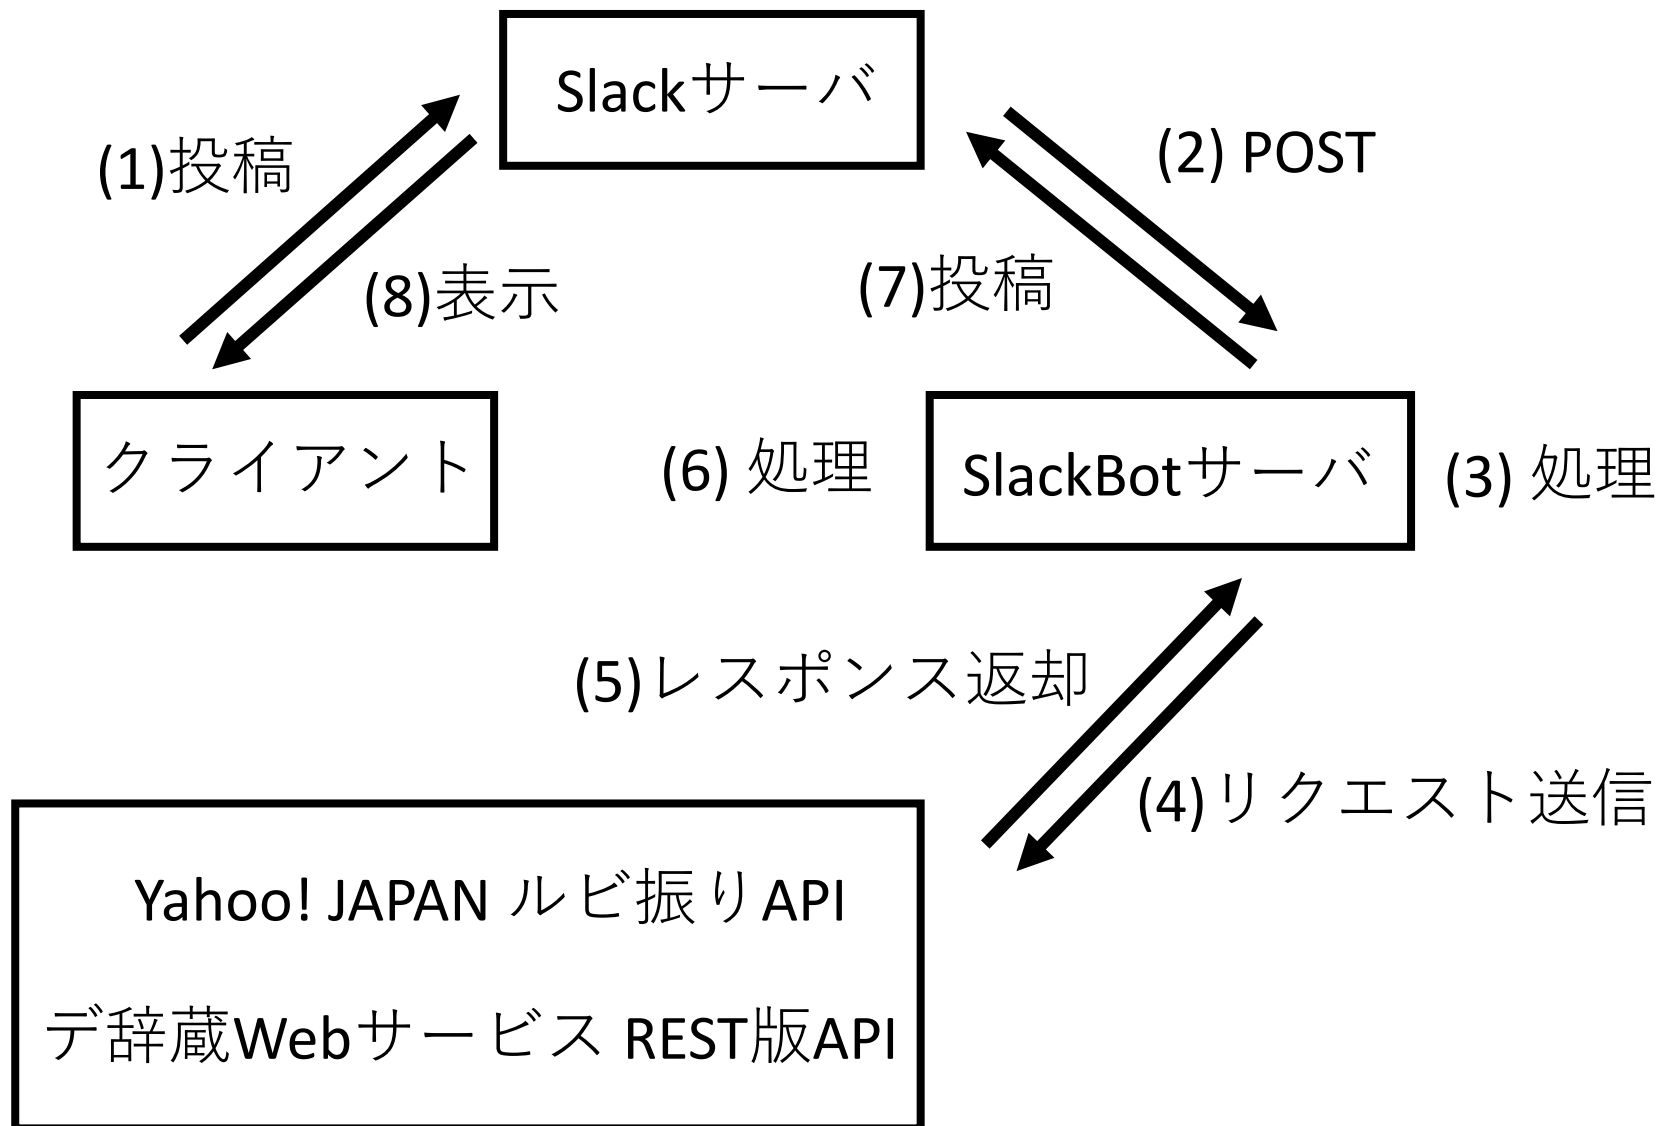 Slackサーバ
(1)投稿
(2) POST
(8)表示
(7)投稿
クライアント
(6) 処理
SlackBotサーバ
(3) 処理
(5)レスポンス返却
(4)リクエスト送信
Yahoo! JAPAN ルビ振りAPI
デ辞蔵Webサービス REST版API